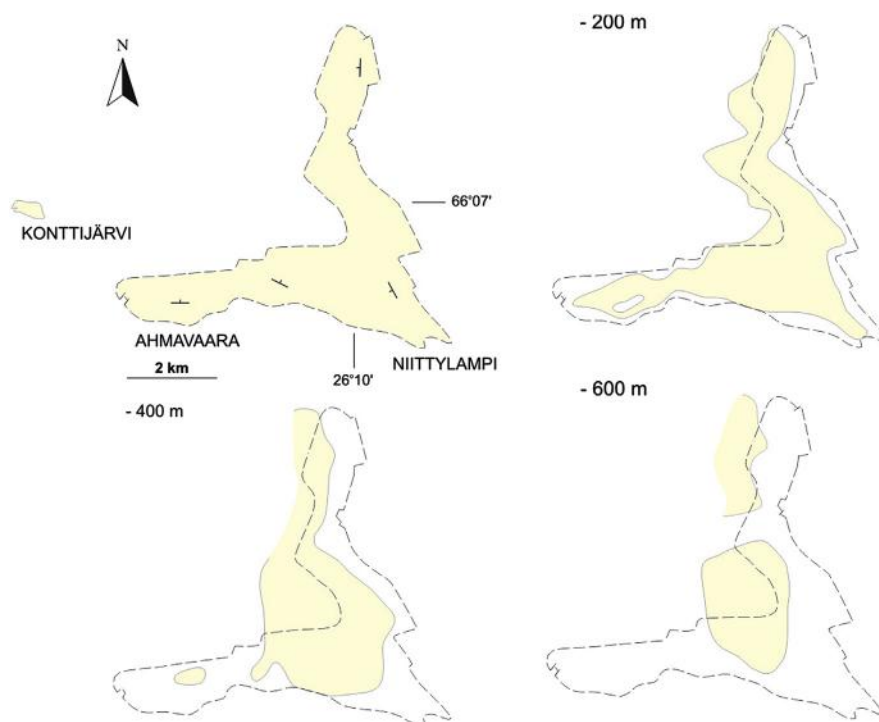 N
- 200 m
66°07'
KONTTIJÄRVI
AHMAVAARA
NIITTYLAMPI
2 km
26°10'
- 400 m
- 600 m